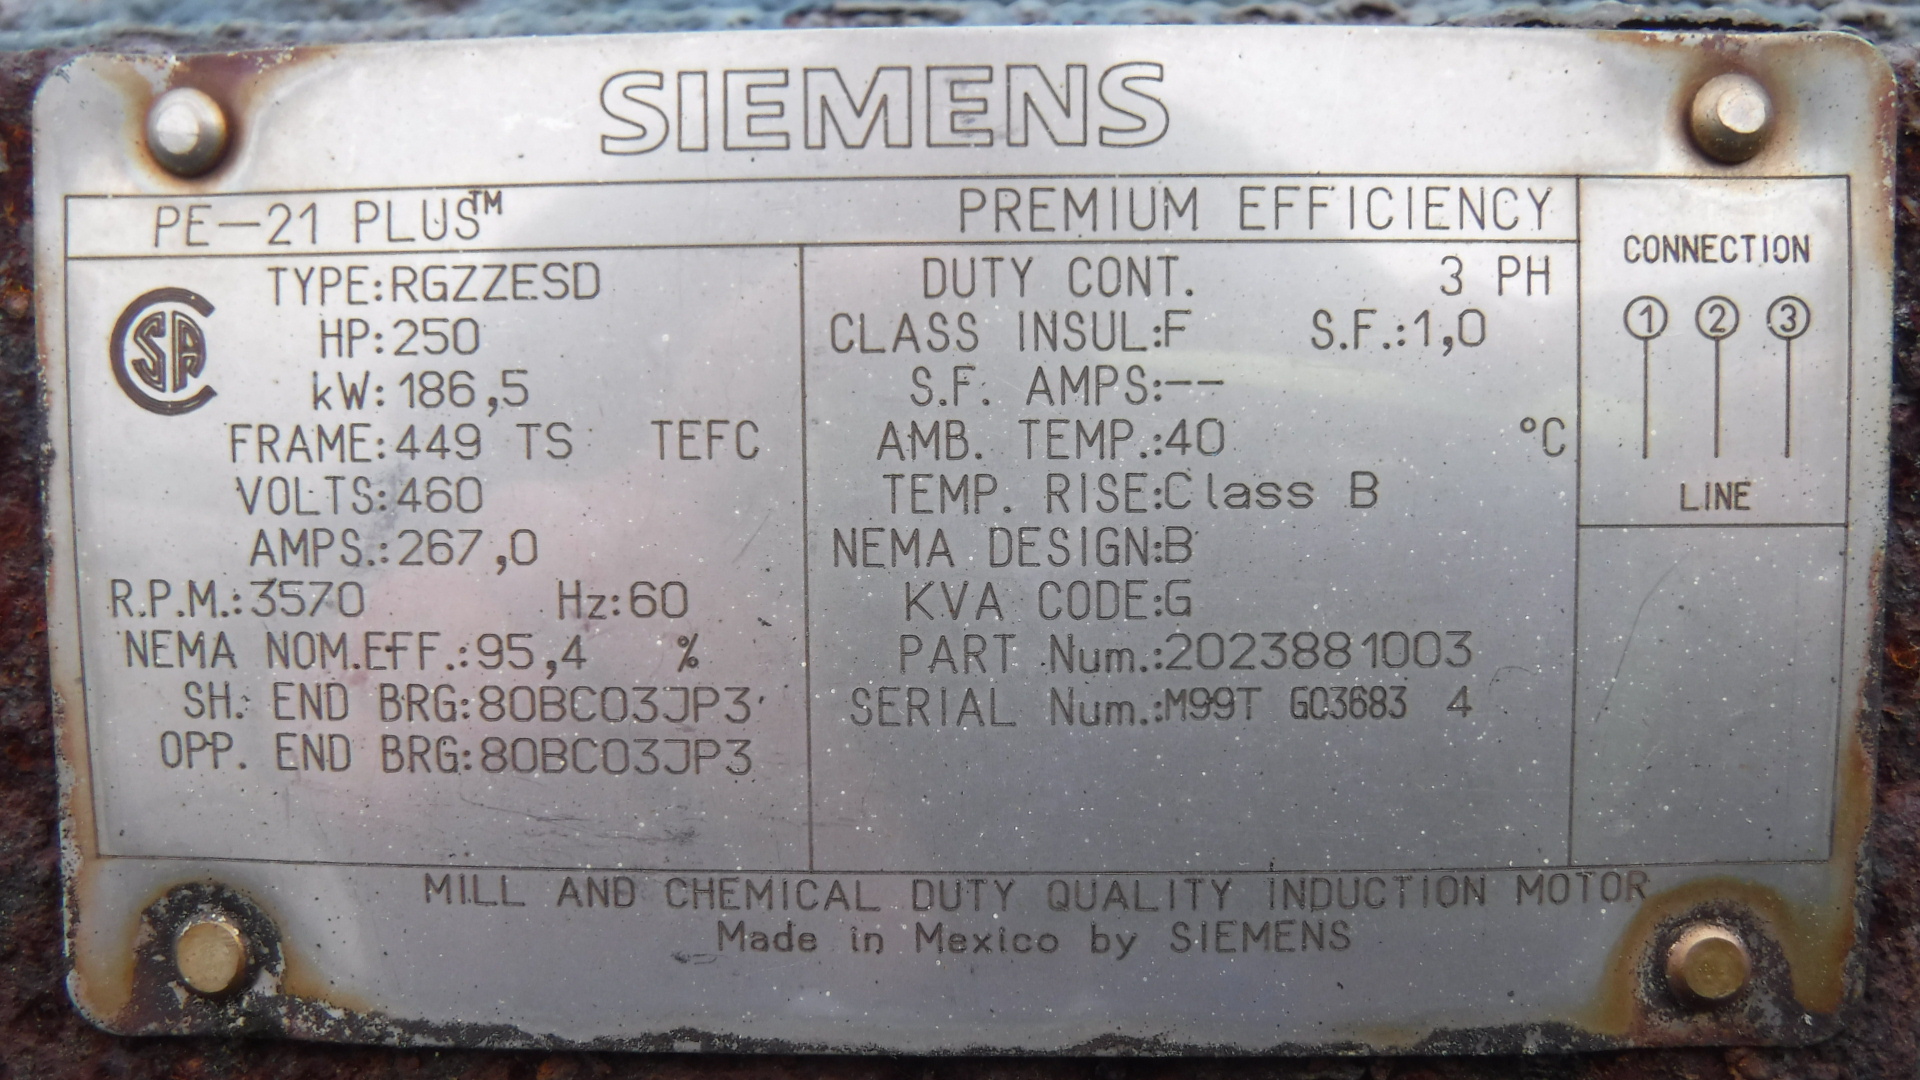 SIEMENS
PE-21 PLUS™ PREMIUM EFFICIENCY
TYPE:RGZZESD
HP:250
kW:186,5
FRAME:449 TS TEFC
VOLTS:460
AMPS.:267,0
R.P.M.:3570 Hz:60
NEMA NOM.EFF.:95,4 %
SH. END BRG:80BC03JP3
OPP. END BRG:80BC03JP3
DUTY CONT. 3 PH
CLASS INSUL:F S.F.:1,0
S.F. AMPS:--
AMB. TEMP.:40 °C
TEMP. RISE:Class B
NEMA DESIGN:B
KVA CODE:G
PART Num.:2023881003
SERIAL Num.:M99T GC3683 4
CONNECTION
1 2 3
LINE
SA
MILL AND CHEMICAL DUTY QUALITY INDUCTION MOTOR
Made in Mexico by SIEMENS